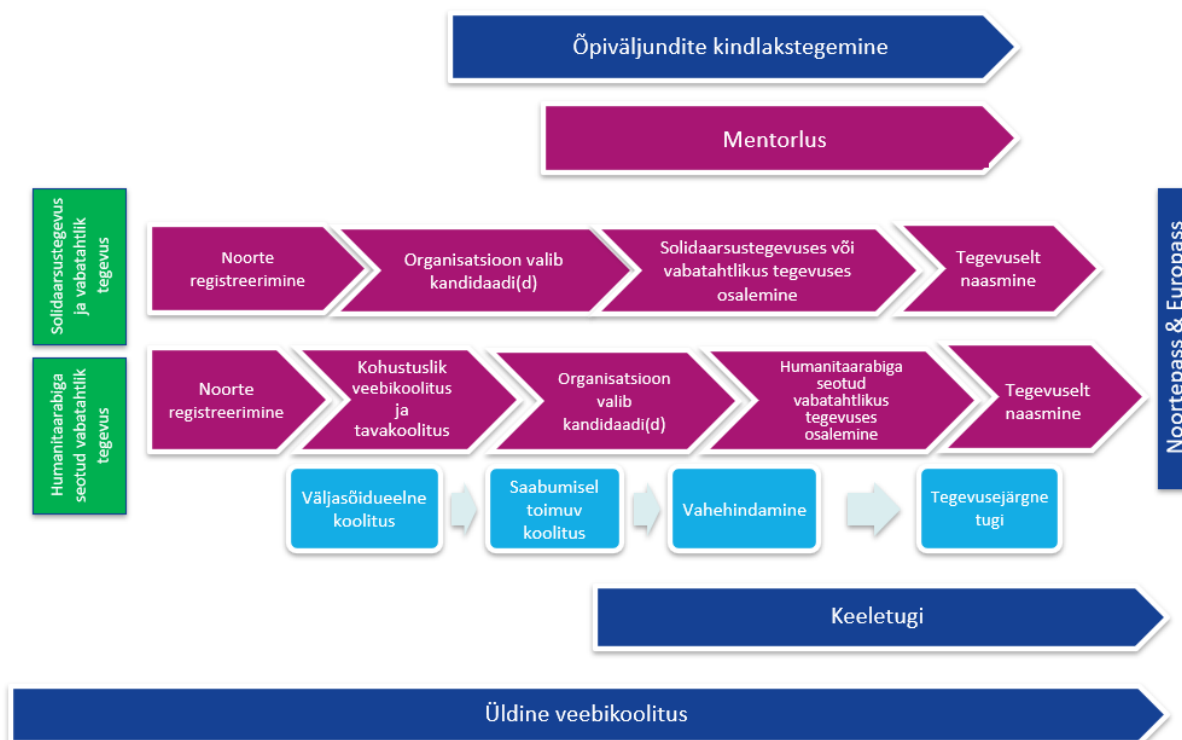 Õpiväljundite kindlakstegemine
Mentorlus
Solidaarsustegevus
ja vabatahtlik
tegevus
Noorte
registreerimine
Organisatsioon valib
kandidaadi(d)
Solidaarsustegevuses või
vabatahtlikus tegevuses
osalemine
Tegevuselt
naasmine
Noortepass & Europass
Humanitaarabiga
seotud vabatahtlik
tegevus
Noorte
registreerimine
Kohustuslik
veebikoolitus
ja
tavakoolitus
Organisatsioon
valib
kandidaadi(d)
Humanitaarabiga
seotud
vabatahtlikus
tegevuses
osalemine
Tegevuselt
naasmine
Väljasõidueelne
koolitus
Saabumisel
toimuv
koolitus
Vahehindamine
Tegevusejärgne
tugi
Keeletugi
Üldine veebikoolitus